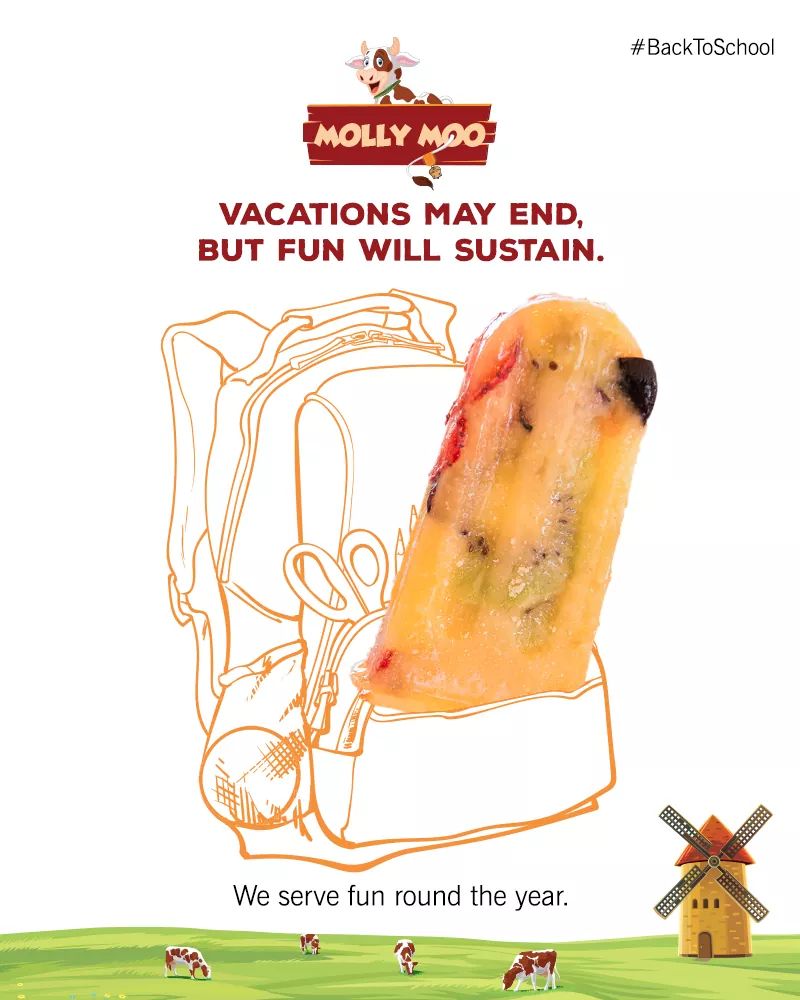 #BackToSchool
MOLLY MOO
VACATIONS MAY END,
BUT FUN WILL SUSTAIN.
We serve fun round the year.